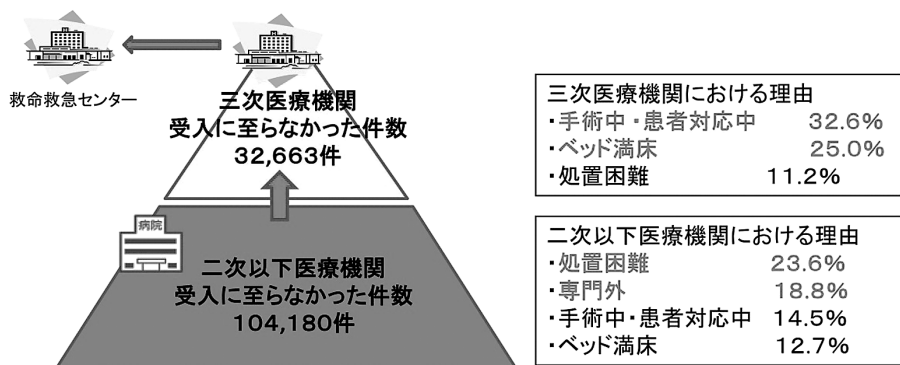 救命救急センター
三次医療機関
受入に至らなかった件数
32,663件
病院
二次以下医療機関
受入に至らなかった件数
104,180件
三次医療機関における理由
・手術中・患者対応中 32.6%
・ベッド満床 25.0%
・処置困難 11.2%
二次以下医療機関における理由
・処置困難 23.6%
・専門外 18.8%
・手術中・患者対応中 14.5%
・ベッド満床 12.7%